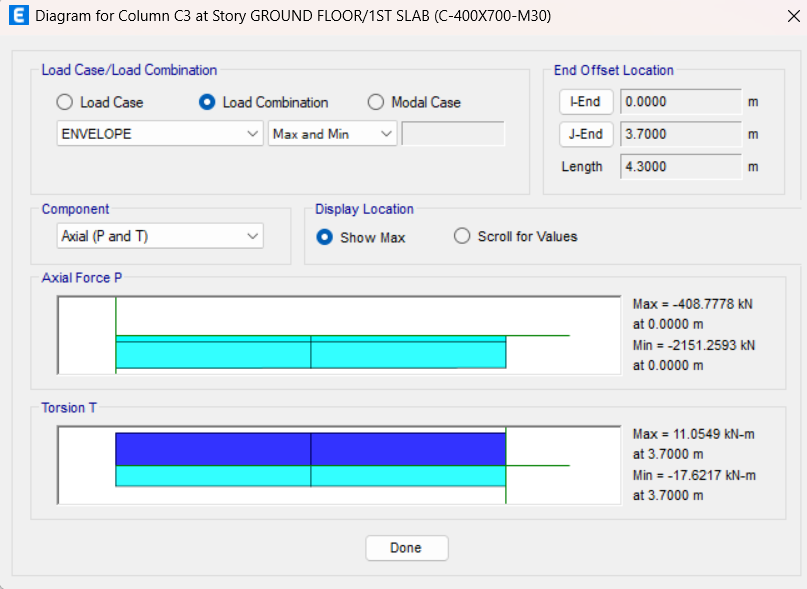 E Diagram for Column C3 at Story GROUND FLOOR/1ST SLAB (C-400X700-M30)
Load Case/Load Combination
Load Case Load Combination Modal Case
ENVELOPE Max and Min
End Offset Location
I-End 0.0000 m
J-End 3.7000 m
Length 4.3000 m
Component
Axial (P and T)
Display Location
Show Max Scroll for Values
Axial Force P
Max = -408.7778 kN
at 0.0000 m
Min = -2151.2593 kN
at 0.0000 m
Torsion T
Max = 11.0549 kN-m
at 3.7000 m
Min = -17.6217 kN-m
at 3.7000 m
Done